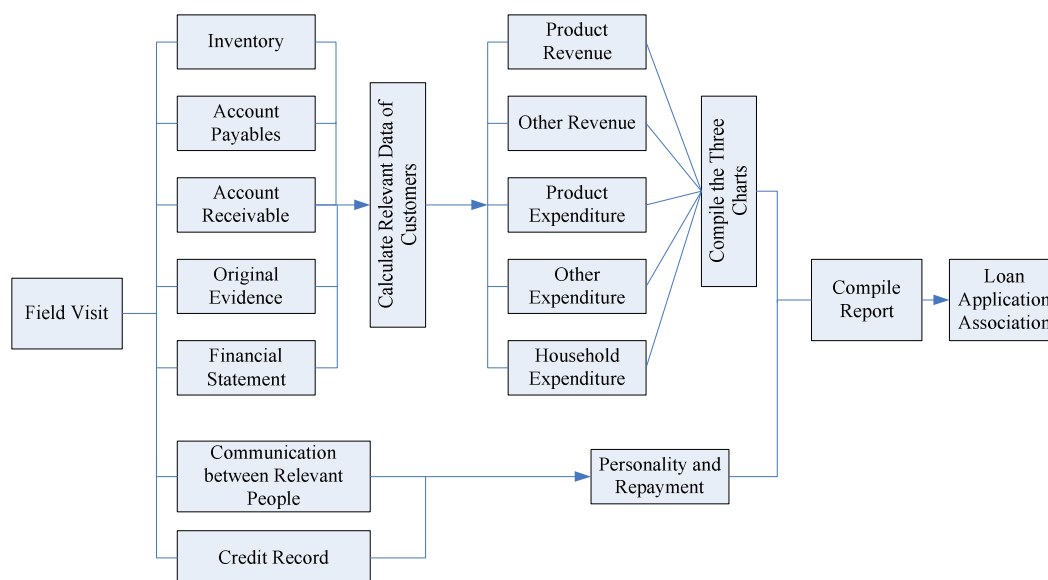 Field Visit
Inventory
Account
Payables
Account
Receivable
Original
Evidence
Financial
Statement
Communication
between Relevant
People
Credit Record
Calculate Relevant Data of
Customers
Product
Revenue
Other Revenue
Product
Expenditure
Other
Expenditure
Household
Expenditure
Personality and
Repayment
Compile the Three
Charts
Compile
Report
Loan
Application
Association